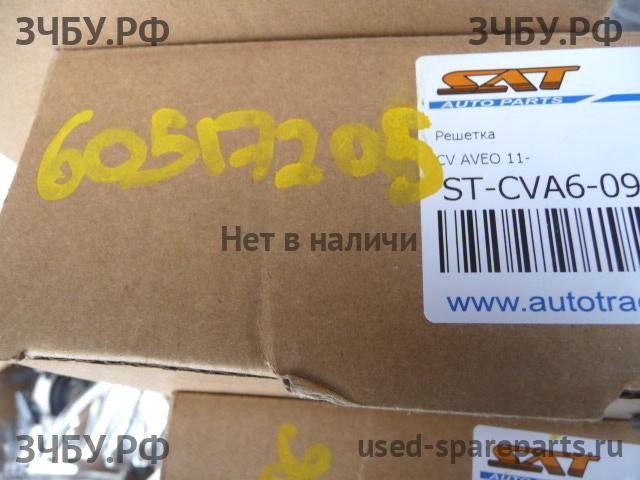 ЗЧБУ.РФ
ЗЧБУ.РФ
SAT
AUTO PARTS
Решетка
CV AVEO 11-
ST-CVA6-09
60517205
Нет в наличи
www.autotra
ЗЧБУ.РФ
used-spareparts.ru
SAT